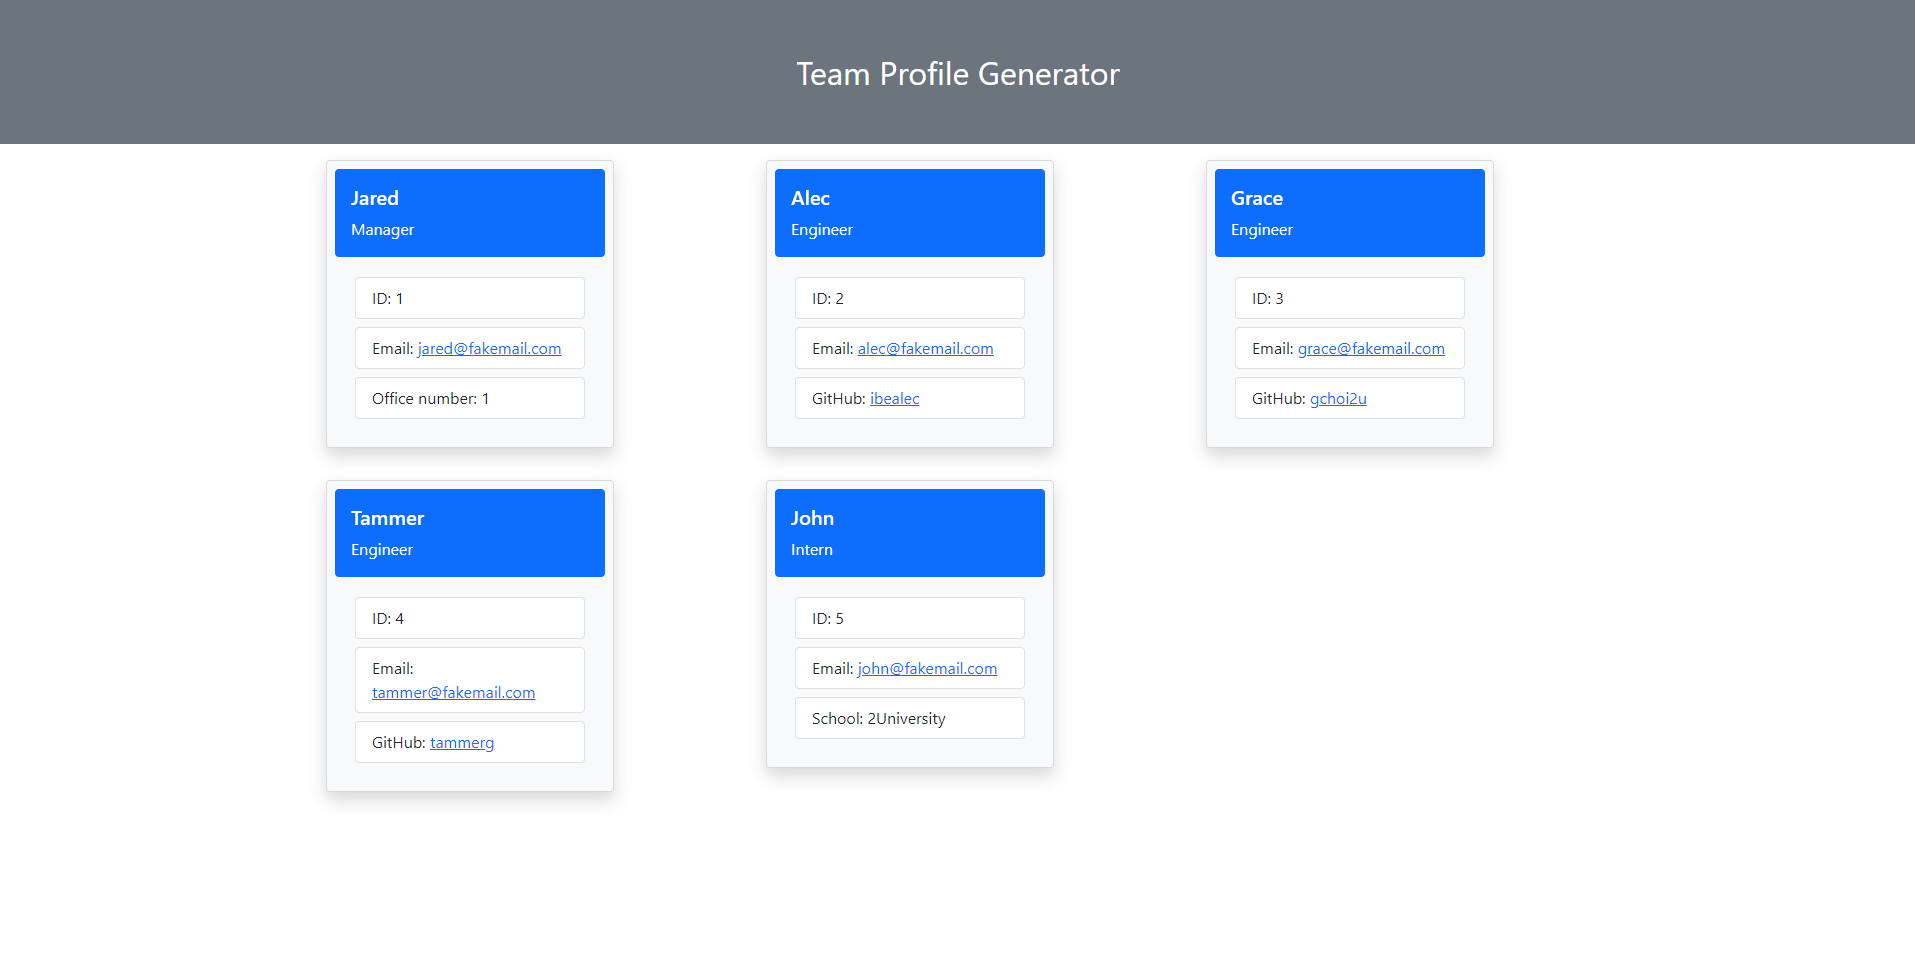 Team Profile Generator
Jared
Manager
ID: 1
Email: jared@fakemail.com
Office number: 1
Alec
Engineer
ID: 2
Email: alec@fakemail.com
GitHub: ibealec
Grace
Engineer
ID: 3
Email: grace@fakemail.com
GitHub: gchoi2u
Tammer
Engineer
ID: 4
Email:
tammer@fakemail.com
GitHub: tammerg
John
Intern
ID: 5
Email: john@fakemail.com
School: 2University